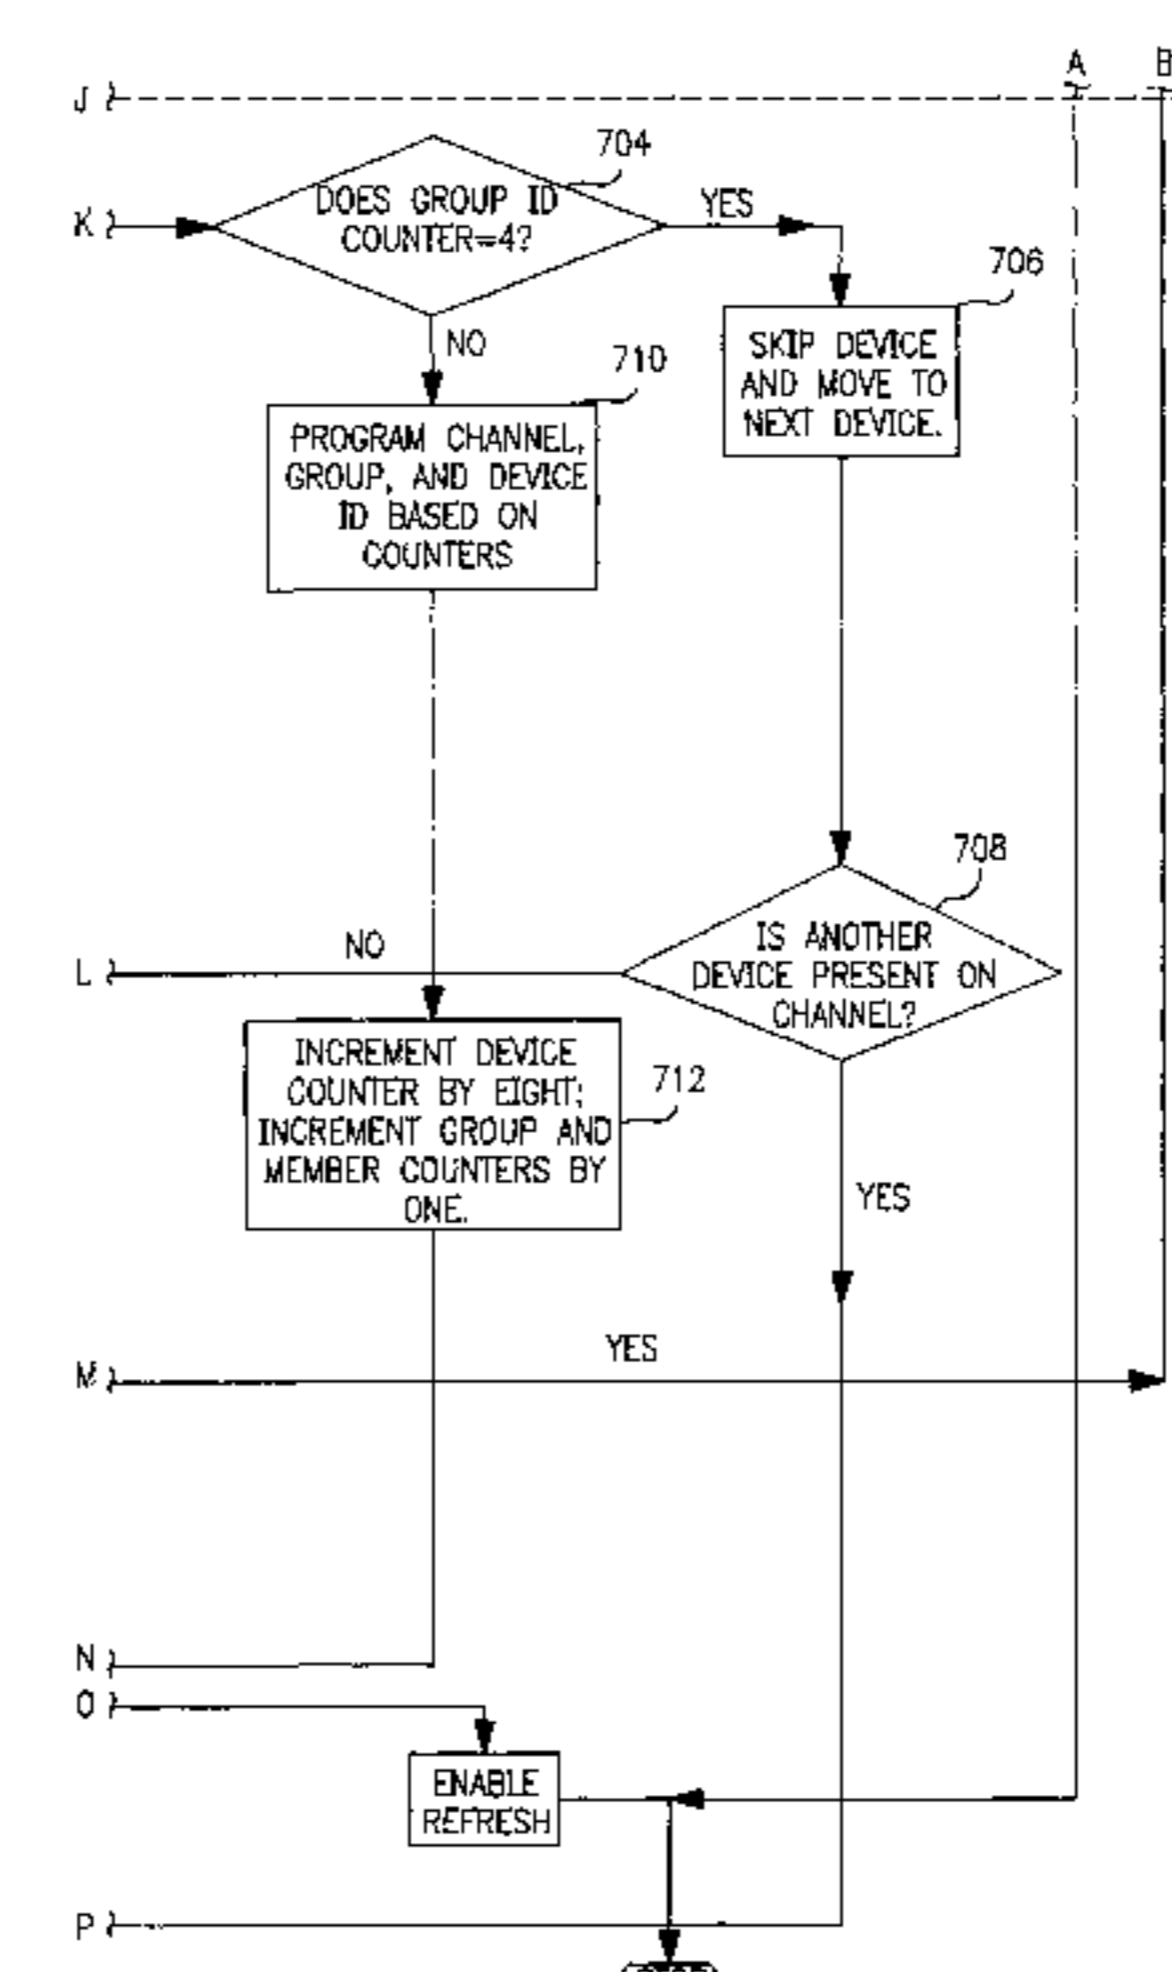 A
B
J
704
DOES GROUP ID
COUNTER=4?
K
YES
706
NO
SKIP DEVICE
AND MOVE TO
NEXT DEVICE.
710
PROGRAM CHANNEL,
GROUP, AND DEVICE
ID BASED ON
COUNTERS
708
NO
IS ANOTHER
DEVICE PRESENT ON
CHANNEL?
L
INCREMENT DEVICE
COUNTER BY EIGHT;
INCREMENT GROUP AND
MEMBER COUNTERS BY
ONE.
712
YES
YES
M
N
O
ENABLE
REFRESH
P